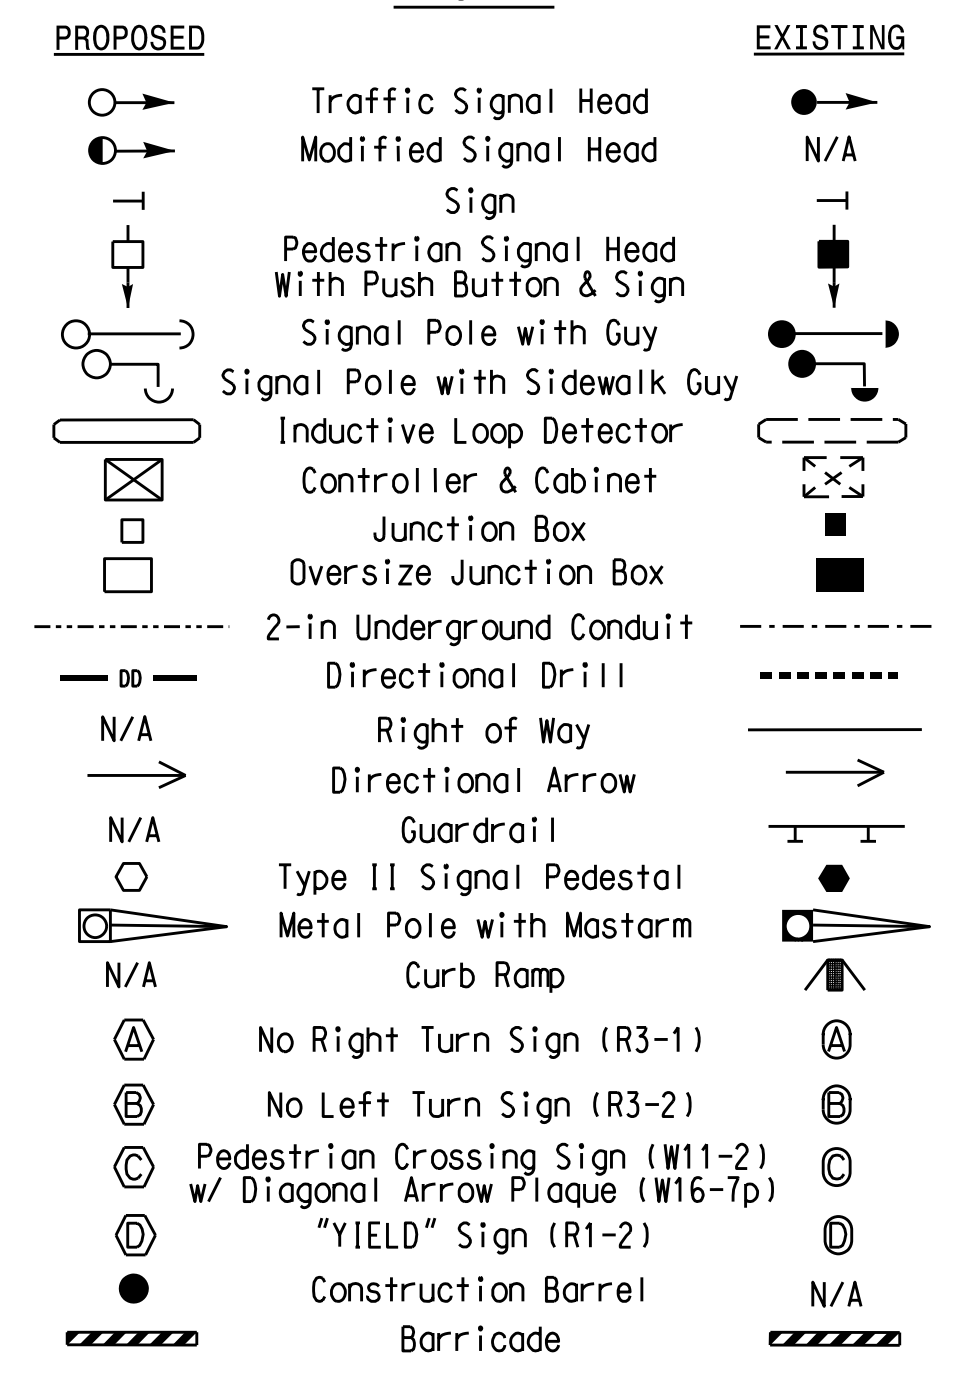 PROPOSED EXISTING
Traffic Signal Head
Modified Signal Head N/A
Sign
Pedestrian Signal Head
With Push Button & Sign
Signal Pole with Guy
Signal Pole with Sidewalk Guy
Inductive Loop Detector
Controller & Cabinet
Junction Box
Oversize Junction Box
2-in Underground Conduit
DD Directional Drill
N/A Right of Way
Directional Arrow
N/A Guardrail
Type II Signal Pedestal
Metal Pole with Mastarm
N/A Curb Ramp
A No Right Turn Sign (R3-1) A
B No Left Turn Sign (R3-2) B
C Pedestrian Crossing Sign (W11-2) C
w/ Diagonal Arrow Plaque (W16-7p)
D "YIELD" Sign (R1-2) D
Construction Barrel N/A
Barricade